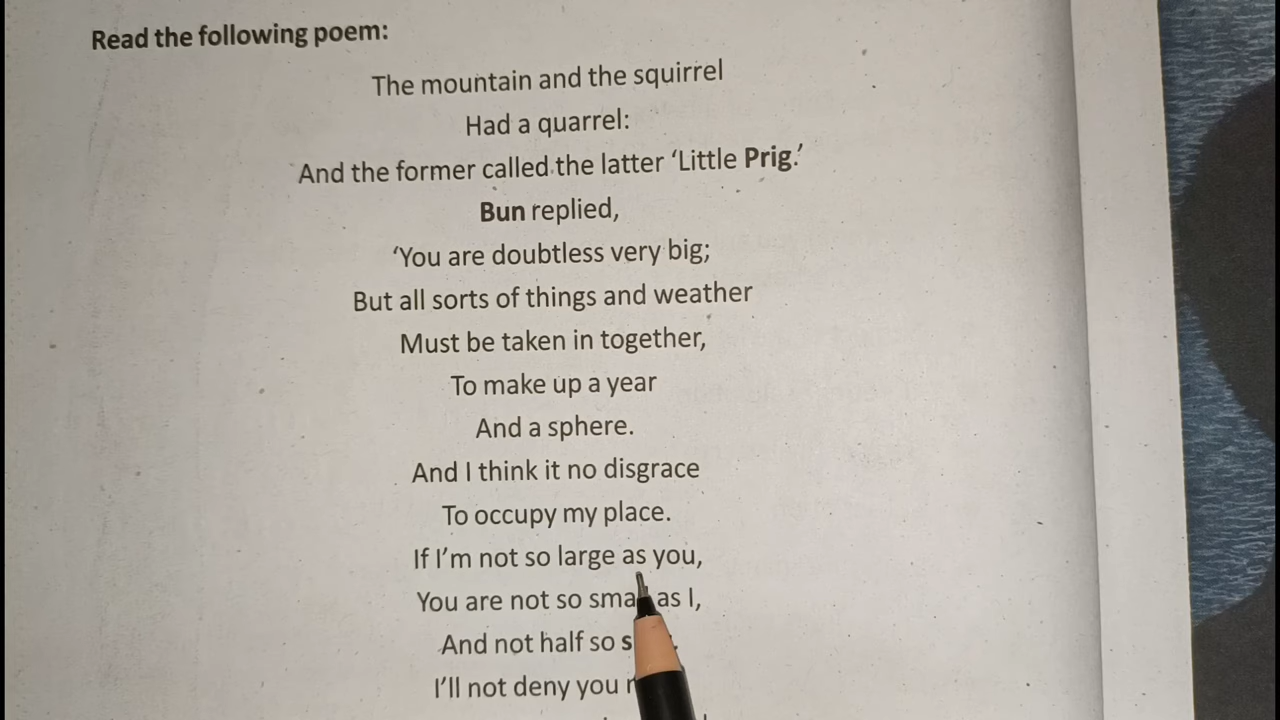 Read the following poem:
The mountain and the squirrel
Had a quarrel:
And the former called the latter ‘Little Prig.’
Bun replied,
‘You are doubtless very big;
But all sorts of things and weather
Must be taken in together,
To make up a year
And a sphere.
And I think it no disgrace
To occupy my place.
If I’m not so large as you,
You are not so as I,
And not half so
I’ll not deny you